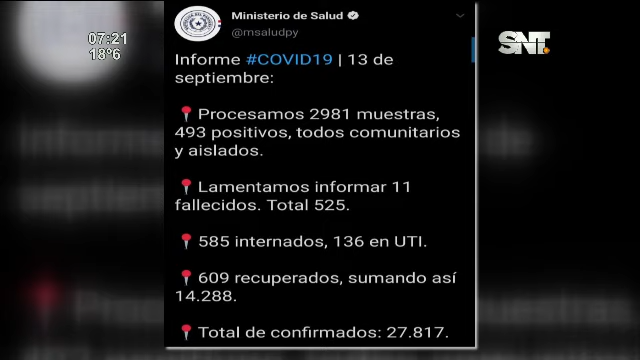 07:21
18°6
SNT
Ministerio de Salud
@msaludpy
Informe #COVID19 | 13 de
septiembre:
Procesamos 2981 muestras,
493 positivos, todos comunitarios
y aislados.
Lamentamos informar 11
fallecidos. Total 525.
585 internados, 136 en UTI.
609 recuperados, sumando así
14.288.
Total de confirmados: 27.817.